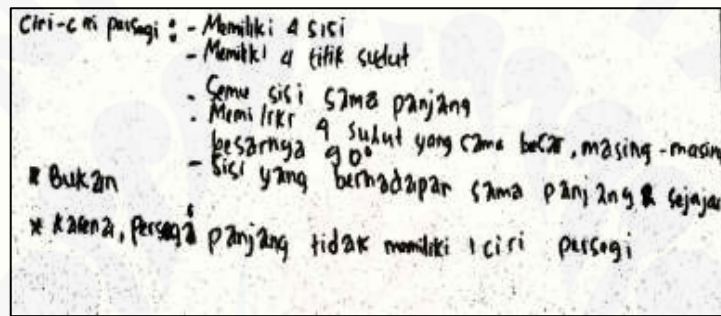 Ciri-ciri persegi : - Memiliki 4 sisi
- Memiliki 4 titik sudut
- Semua sisi sama panjang
- Memiliki 4 sudut yang sama besar, masing-masing
besarnya 90°
- Sisi yang berhadapan sama panjang & sejajar
* Bukan
* Karena, persegi panjang tidak memiliki 1 ciri persegi